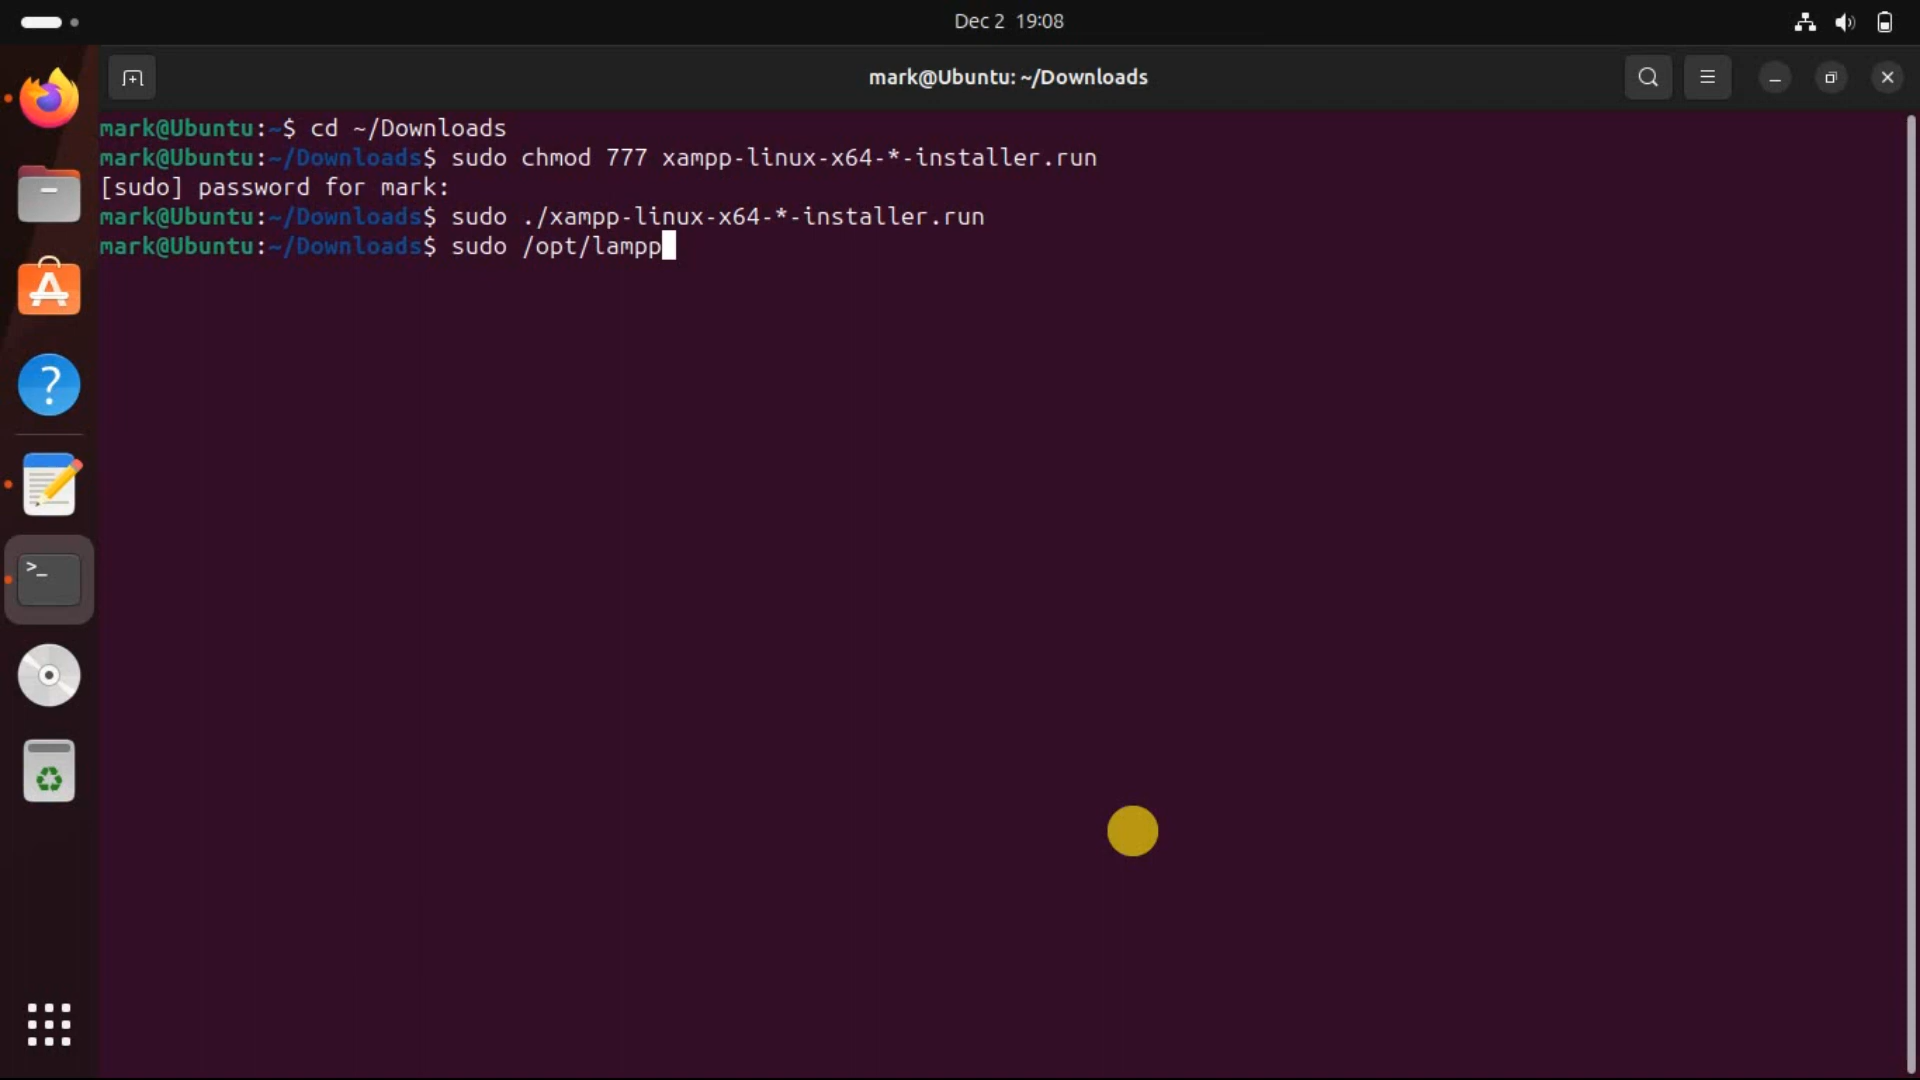 Dec 2 19:08
mark@Ubuntu: ~/Downloads
mark@Ubuntu:~$ cd ~/Downloads
mark@Ubuntu:~/Downloads$ sudo chmod 777 xampp-linux-x64-*-installer.run
[sudo] password for mark:
mark@Ubuntu:~/Downloads$ sudo ./xampp-linux-x64-*-installer.run
mark@Ubuntu:~/Downloads$ sudo /opt/lampp